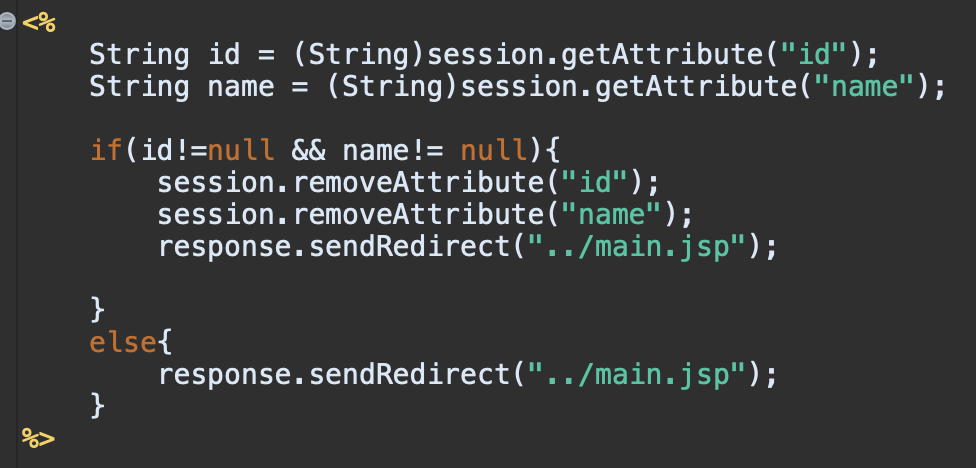 <%
String id = (String)session.getAttribute("id");
String name = (String)session.getAttribute("name");
if(id!=null && name!= null){
session.removeAttribute("id");
session.removeAttribute("name");
response.sendRedirect("../main.jsp");
}
else{
response.sendRedirect("../main.jsp");
}
%>